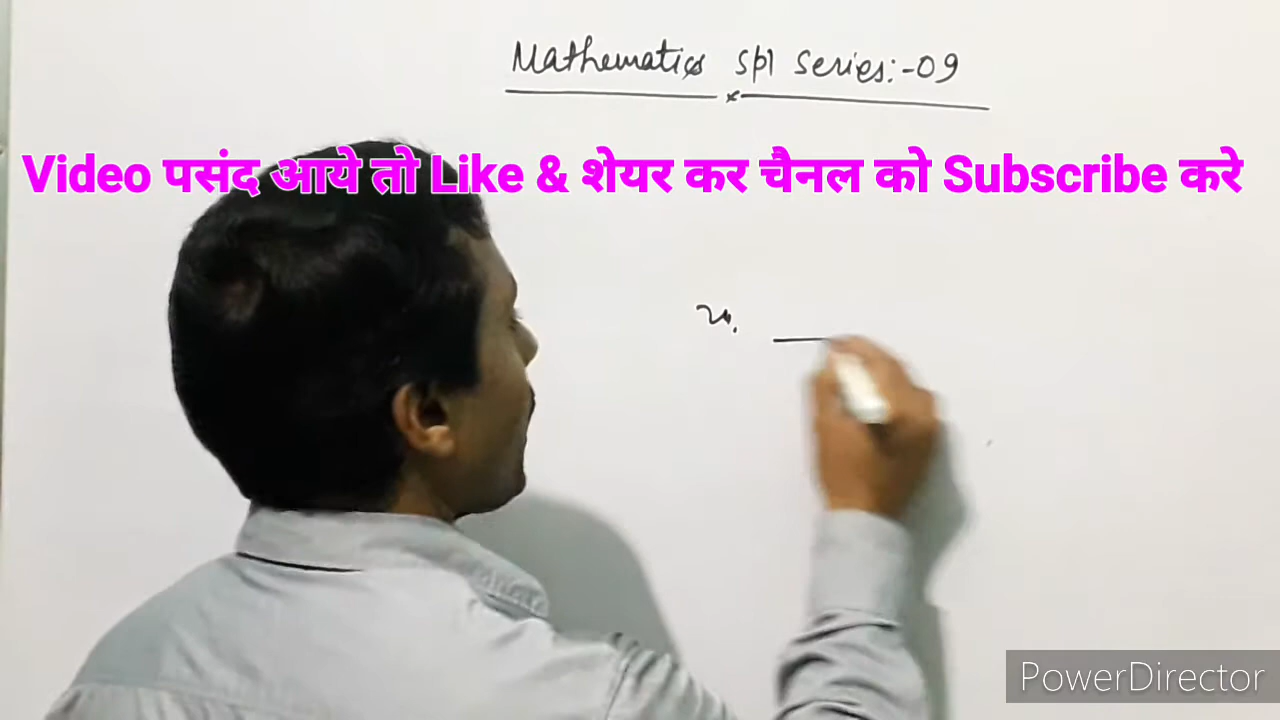 Mathematics spl series:-09
Video पसंद आये तो Like & शेयर कर चैनल को Subscribe करे
PowerDirector